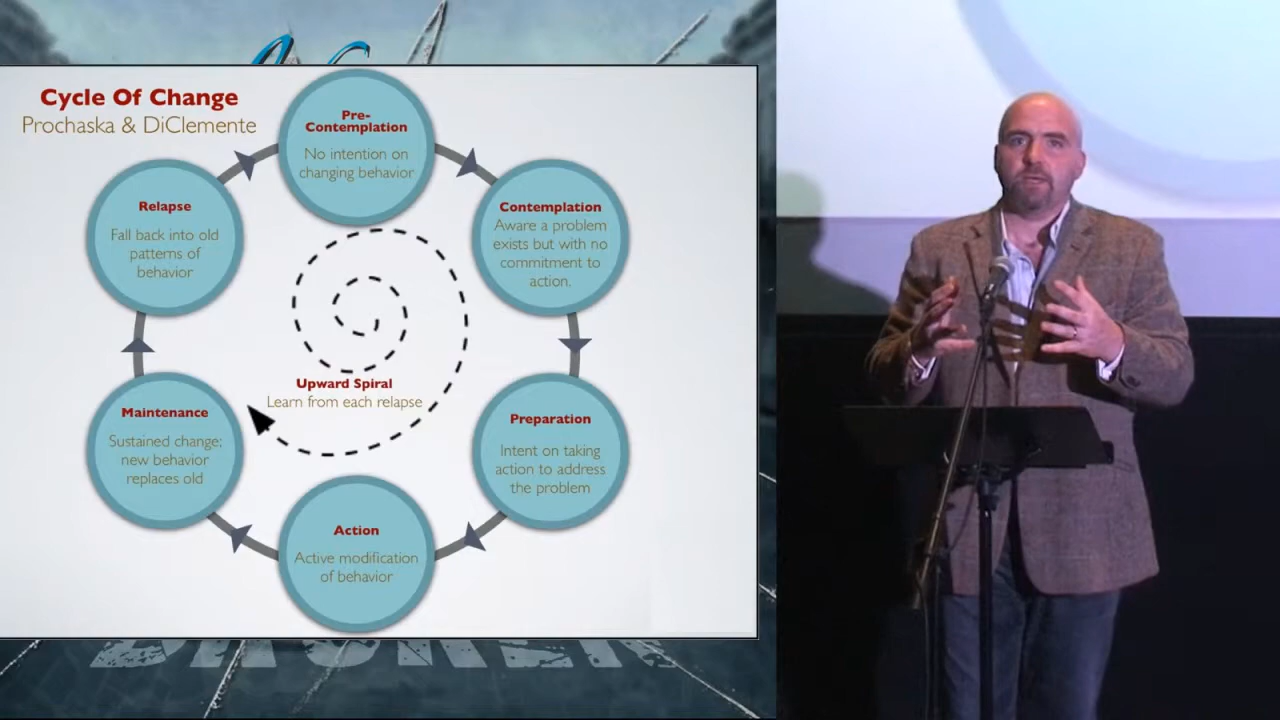 Cycle Of Change
Prochaska & DiClemente
Pre-
Contemplation
No intention on
changing behavior
Contemplation
Aware a problem
exists but with no
commitment to
action.
Preparation
Intent on taking
action to address
the problem
Action
Active modification
of behavior
Maintenance
Sustained change;
new behavior
replaces old
Relapse
Fall back into old
patterns of
behavior
Upward Spiral
Learn from each relapse